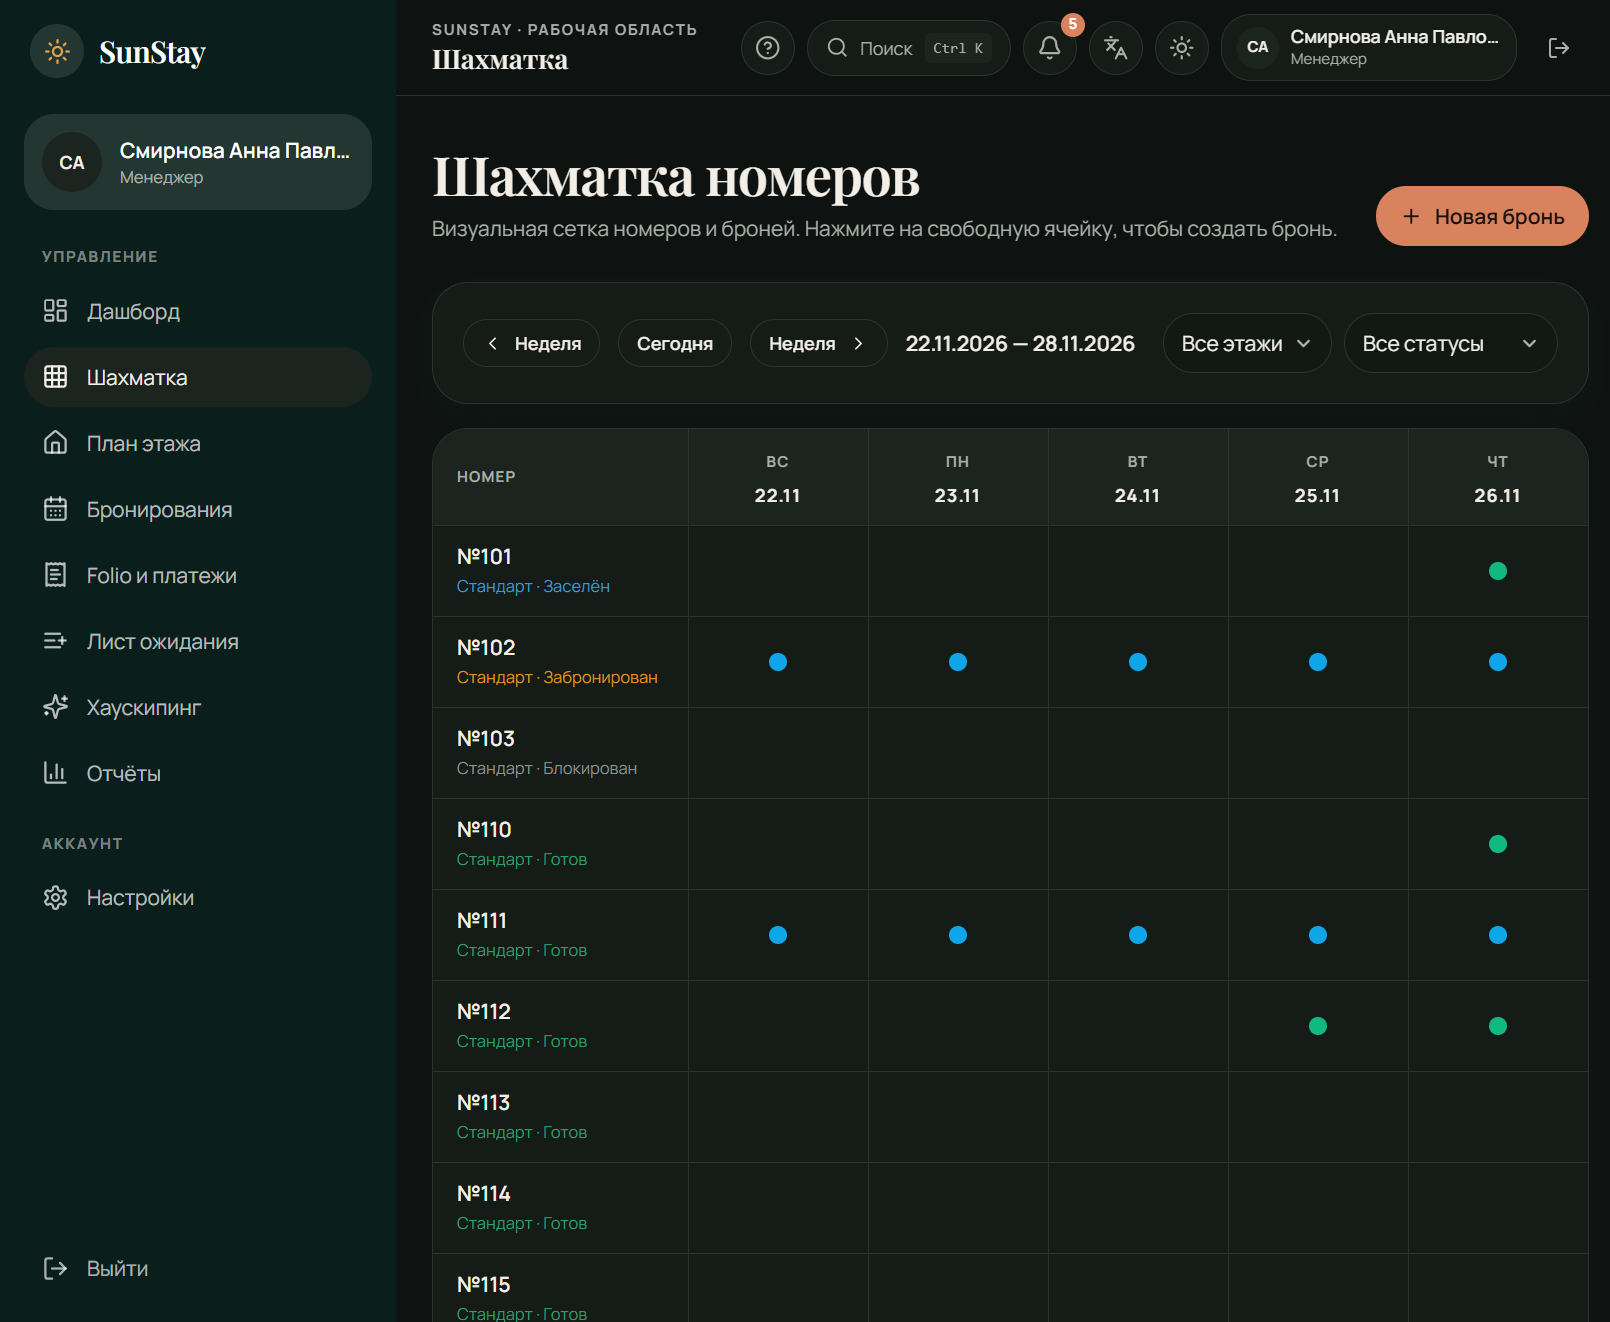 SunStay
СА
Смирнова Анна Павл...
Менеджер
УПРАВЛЕНИЕ
Дашборд
Шахматка
План этажа
Бронирования
Folio и платежи
Лист ожидания
Хаускипинг
Отчёты
АККАУНТ
Настройки
Выйти
SUNSTAY · РАБОЧАЯ ОБЛАСТЬ
Шахматка
Поиск Ctrl K
5
СА
Смирнова Анна Павло...
Менеджер
Шахматка номеров
Визуальная сетка номеров и броней. Нажмите на свободную ячейку, чтобы создать бронь.
Новая бронь
Неделя Сегодня Неделя 22.11.2026 — 28.11.2026 Все этажи Все статусы
НОМЕР
ВС ПН ВТ СР ЧТ
22.11 23.11 24.11 25.11 26.11
№101
Стандарт · Заселён
№102
Стандарт · Забронирован
№103
Стандарт · Блокирован
№110
Стандарт · Готов
№111
Стандарт · Готов
№112
Стандарт · Готов
№113
Стандарт · Готов
№114
Стандарт · Готов
№115
Стандарт · Готов